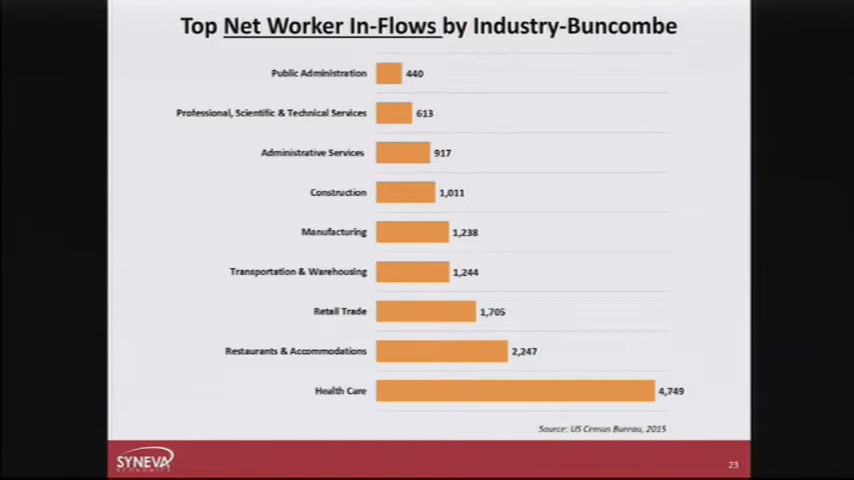 Top Net Worker In-Flows by Industry-Buncombe
Public Administration 440
Professional, Scientific & Technical Services 613
Administrative Services 917
Construction 1,011
Manufacturing 1,238
Transportation & Warehousing 1,244
Retail Trade 1,705
Restaurants & Accommodations 2,247
Health Care 4,749
Source: US Census Bureau, 2015
SYNEVA
ECONOMICS
23